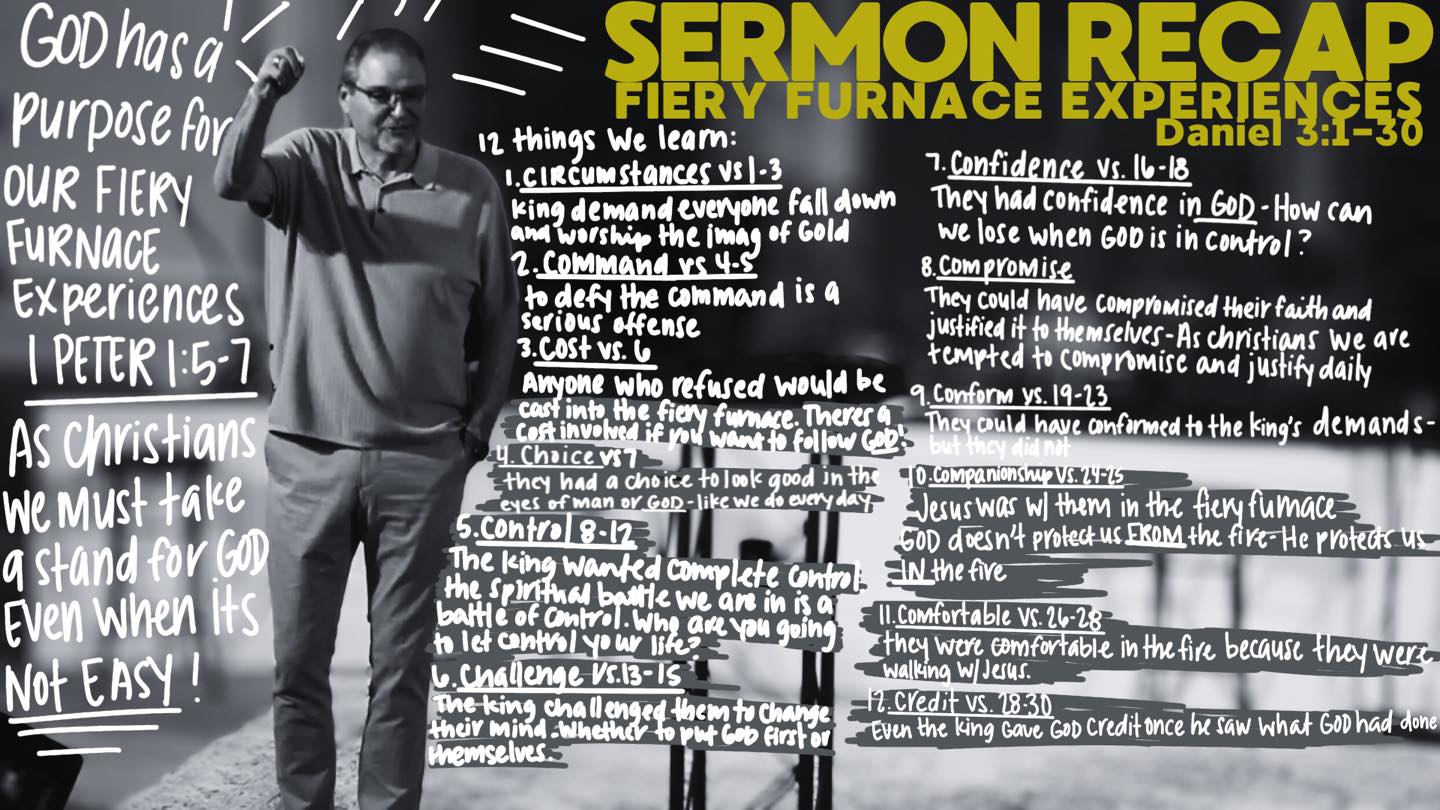 GOD has a
purpose for
OUR FIERY
FURNACE
Experiences
1 PETER 1:5-7
As Christians
we must take
a stand for GOD
Even when its
NOT EASY!
SERMON RECAP
FIERY FURNACE EXPERIENCES
Daniel 3:1-30
12 things We learn:
1. CIRCUMSTANCES VS 1-3
King demand everyone fall down
and worship the imag of Gold
2. COMMAND vs 4-5
to defy the command is a
serious offense
3. COST vs. 6
Anyone who refused would be
cast into the fiery furnace. Theres a
cost involved if you want to follow GOD!
4. Choice vs 7
they had a choice to look good in the
eyes of man or GOD - like we do every day
5. Control 8-12
The king wanted complete control.
the spiritual battle we are in is a
battle of control. Who are you going
to let control your life?
6. Challenge Vs. 13-15
The king challenged them to change
their mind - Whether to put GOD first or
themselves.
7. Confidence vs. 16-18
They had confidence in GOD - How can
we lose when GOD is in control?
8. Compromise
They could have compromised their faith and
justified it to themselves - As christians we are
tempted to compromise and justify daily
9. Conform vs. 19-23
They could have conformed to the king's demands -
but they did not
10. Companionship Vs. 24-25
Jesus was w/ them in the fiery furnace
GOD doesn't protect us FROM the fire - He protects us
IN the fire
11. Comfortable vs. 26-28
they were comfortable in the fire because they were
walking w/ Jesus.
12. Credit vs. 28-30
Even the king gave GOD credit once he saw what GOD had done